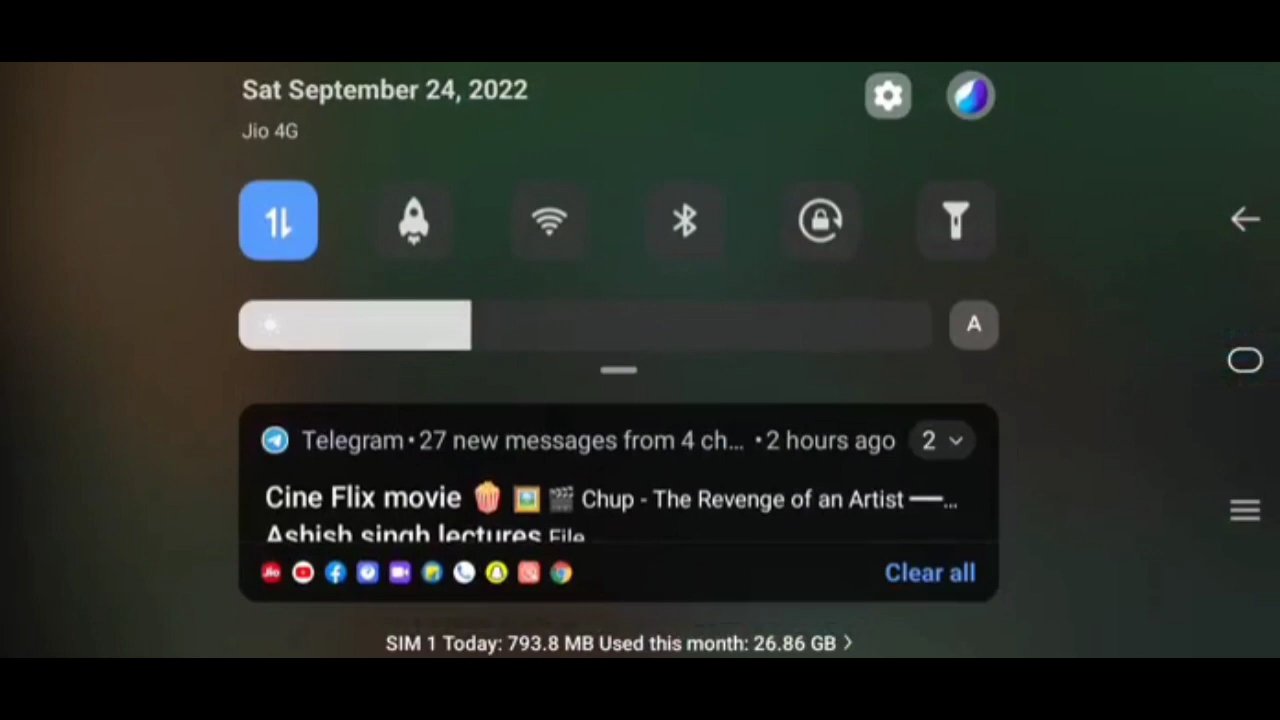 Sat September 24, 2022
Jio 4G
A
Telegram • 27 new messages from 4 ch... • 2 hours ago 2
Cine Flix movie 🍿 🖼️ 🎬 Chup - The Revenge of an Artist ━━...
Ashish singh lectures File
Jio
Clear all
SIM 1 Today: 793.8 MB Used this month: 26.86 GB >